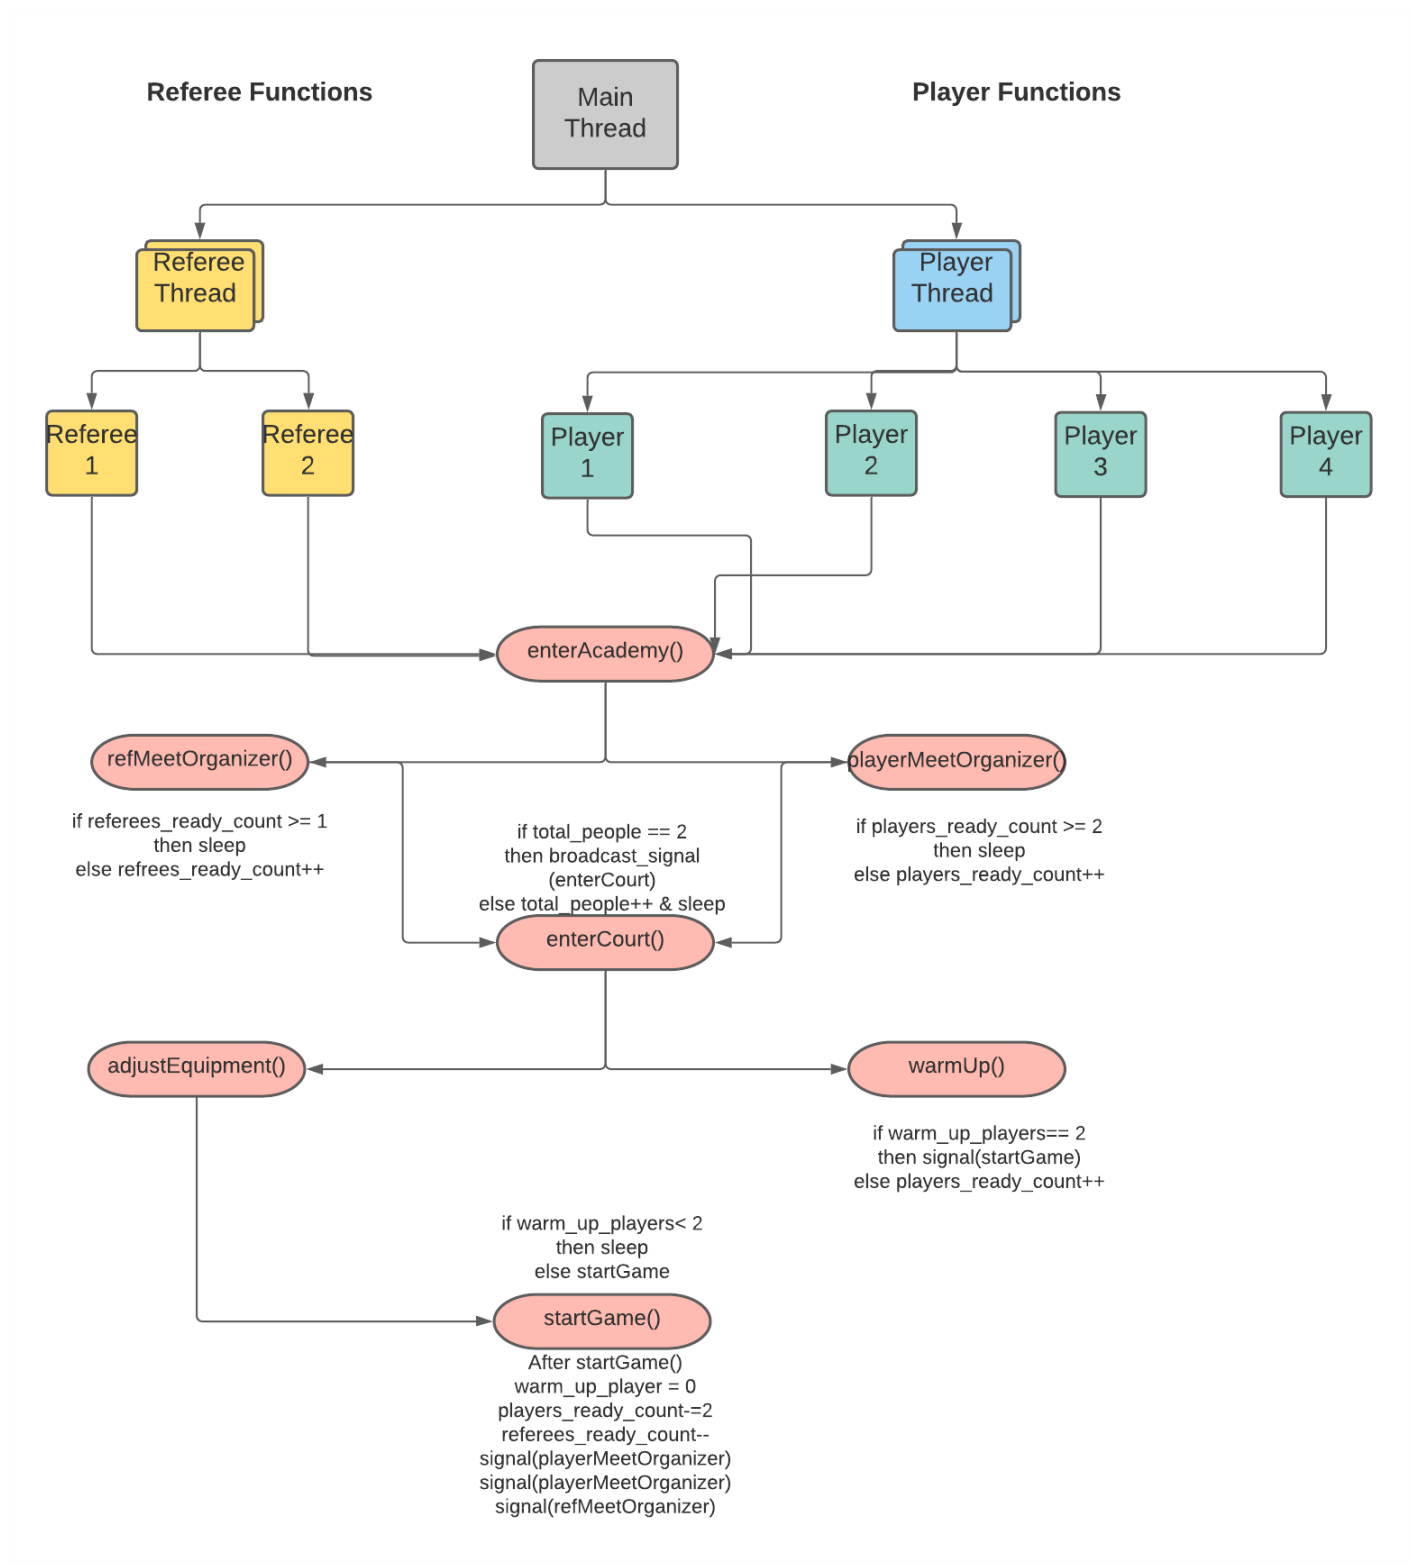 Referee Functions
Main
Thread
Player Functions
Referee
Thread
Player
Thread
Referee
1
Referee
2
Player
1
Player
2
Player
3
Player
4
enterAcademy()
refMeetOrganizer()
playerMeetOrganizer()
if referees_ready_count >= 1
then sleep
else refrees_ready_count++
if total_people == 2
then broadcast_signal
(enterCourt)
else total_people++ & sleep
if players_ready_count >= 2
then sleep
else players_ready_count++
enterCourt()
adjustEquipment()
warmUp()
if warm_up_players== 2
then signal(startGame)
else players_ready_count++
if warm_up_players< 2
then sleep
else startGame
startGame()
After startGame()
warm_up_player = 0
players_ready_count-=2
referees_ready_count--
signal(playerMeetOrganizer)
signal(playerMeetOrganizer)
signal(refMeetOrganizer)